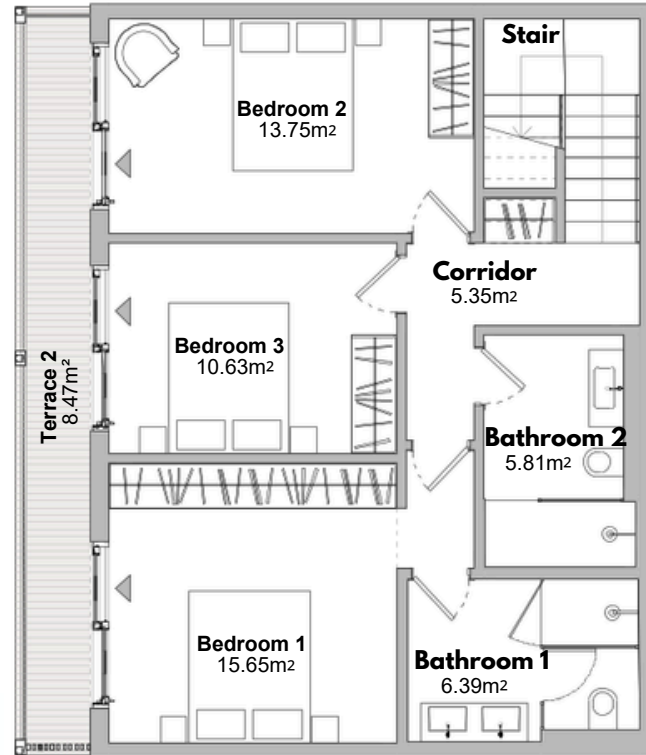 Stair
Bedroom 2
13.75m²
Corridor
5.35m²
Bedroom 3
10.63m²
Terrace 2
8.47m²
Bathroom 2
5.81m²
Bedroom 1
15.65m²
Bathroom 1
6.39m²